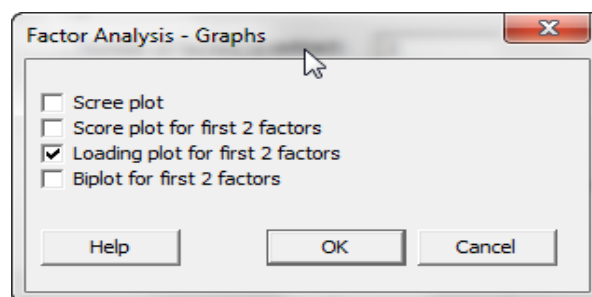 Factor Analysis - Graphs
Scree plot
Score plot for first 2 factors
Loading plot for first 2 factors
Biplot for first 2 factors
Help OK Cancel